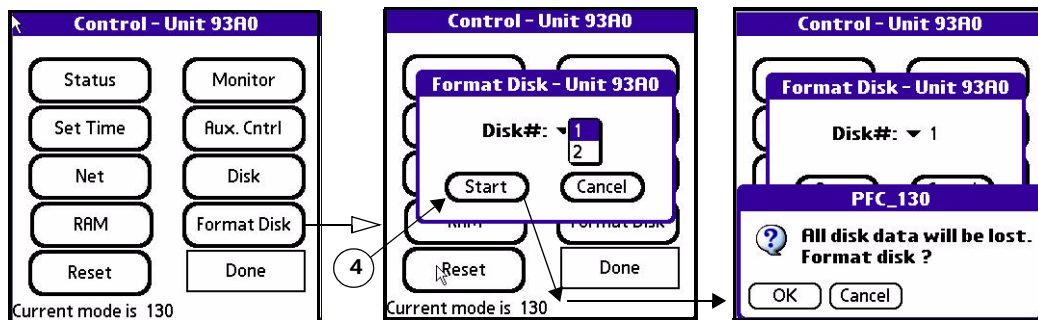 Control - Unit 93A0
Status
Monitor
Set Time
Aux. Cntrl
Net
Disk
RAM
Format Disk
Reset
Done
Current mode is 130
Control - Unit 93A0
Format Disk - Unit 93A0
Disk#: 1
2
Start
Cancel
RAM
Format Disk
4
Reset
Done
Current mode is 130
Control - Unit 93A0
Format Disk - Unit 93A0
Disk#: 1
PFC_130
All disk data will be lost.
Format disk ?
OK
Cancel